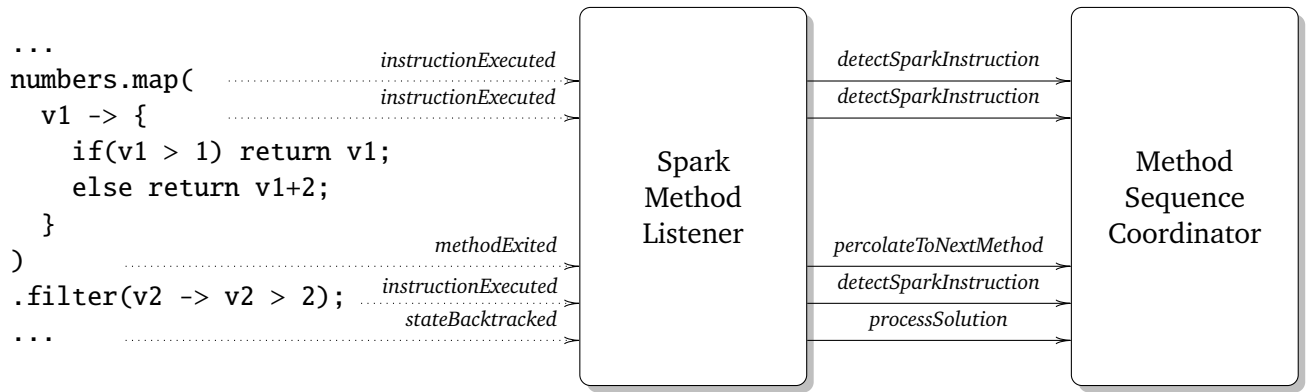 ...
numbers.map(
v1 -> {
if(v1 > 1) return v1;
else return v1+2;
}
)
.filter(v2 -> v2 > 2);
...
instructionExecuted
instructionExecuted
methodExited
instructionExecuted
stateBacktracked
Spark
Method
Listener
detectSparkInstruction
detectSparkInstruction
percolateToNextMethod
detectSparkInstruction
processSolution
Method
Sequence
Coordinator